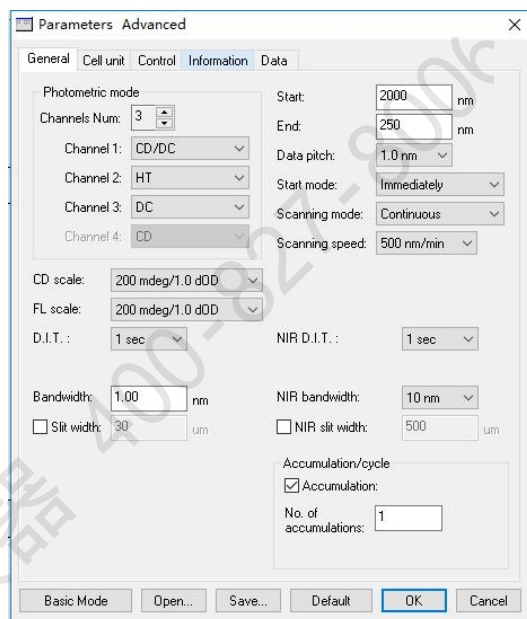 Parameters Advanced
General Cell unit Control Information Data
Photometric mode
Channels Num: 3
Channel 1: CD/DC
Channel 2: HT
Channel 3: DC
Channel 4: CD
Start: 2000 nm
End: 250 nm
Data pitch: 1.0 nm
Start mode: Immediately
Scanning mode: Continuous
Scanning speed: 500 nm/min
CD scale: 200 mdeg/1.0 dOD
FL scale: 200 mdeg/1.0 dOD
D.I.T. : 1 sec
NIR D.I.T. : 1 sec
Bandwidth: 1.00 nm
NIR bandwidth: 10 nm
Slit width: 30 um
NIR slit width: 500 um
Accumulation/cycle
Accumulation:
No. of
accumulations: 1
Basic Mode Open... Save... Default OK Cancel
器 400-827-8006